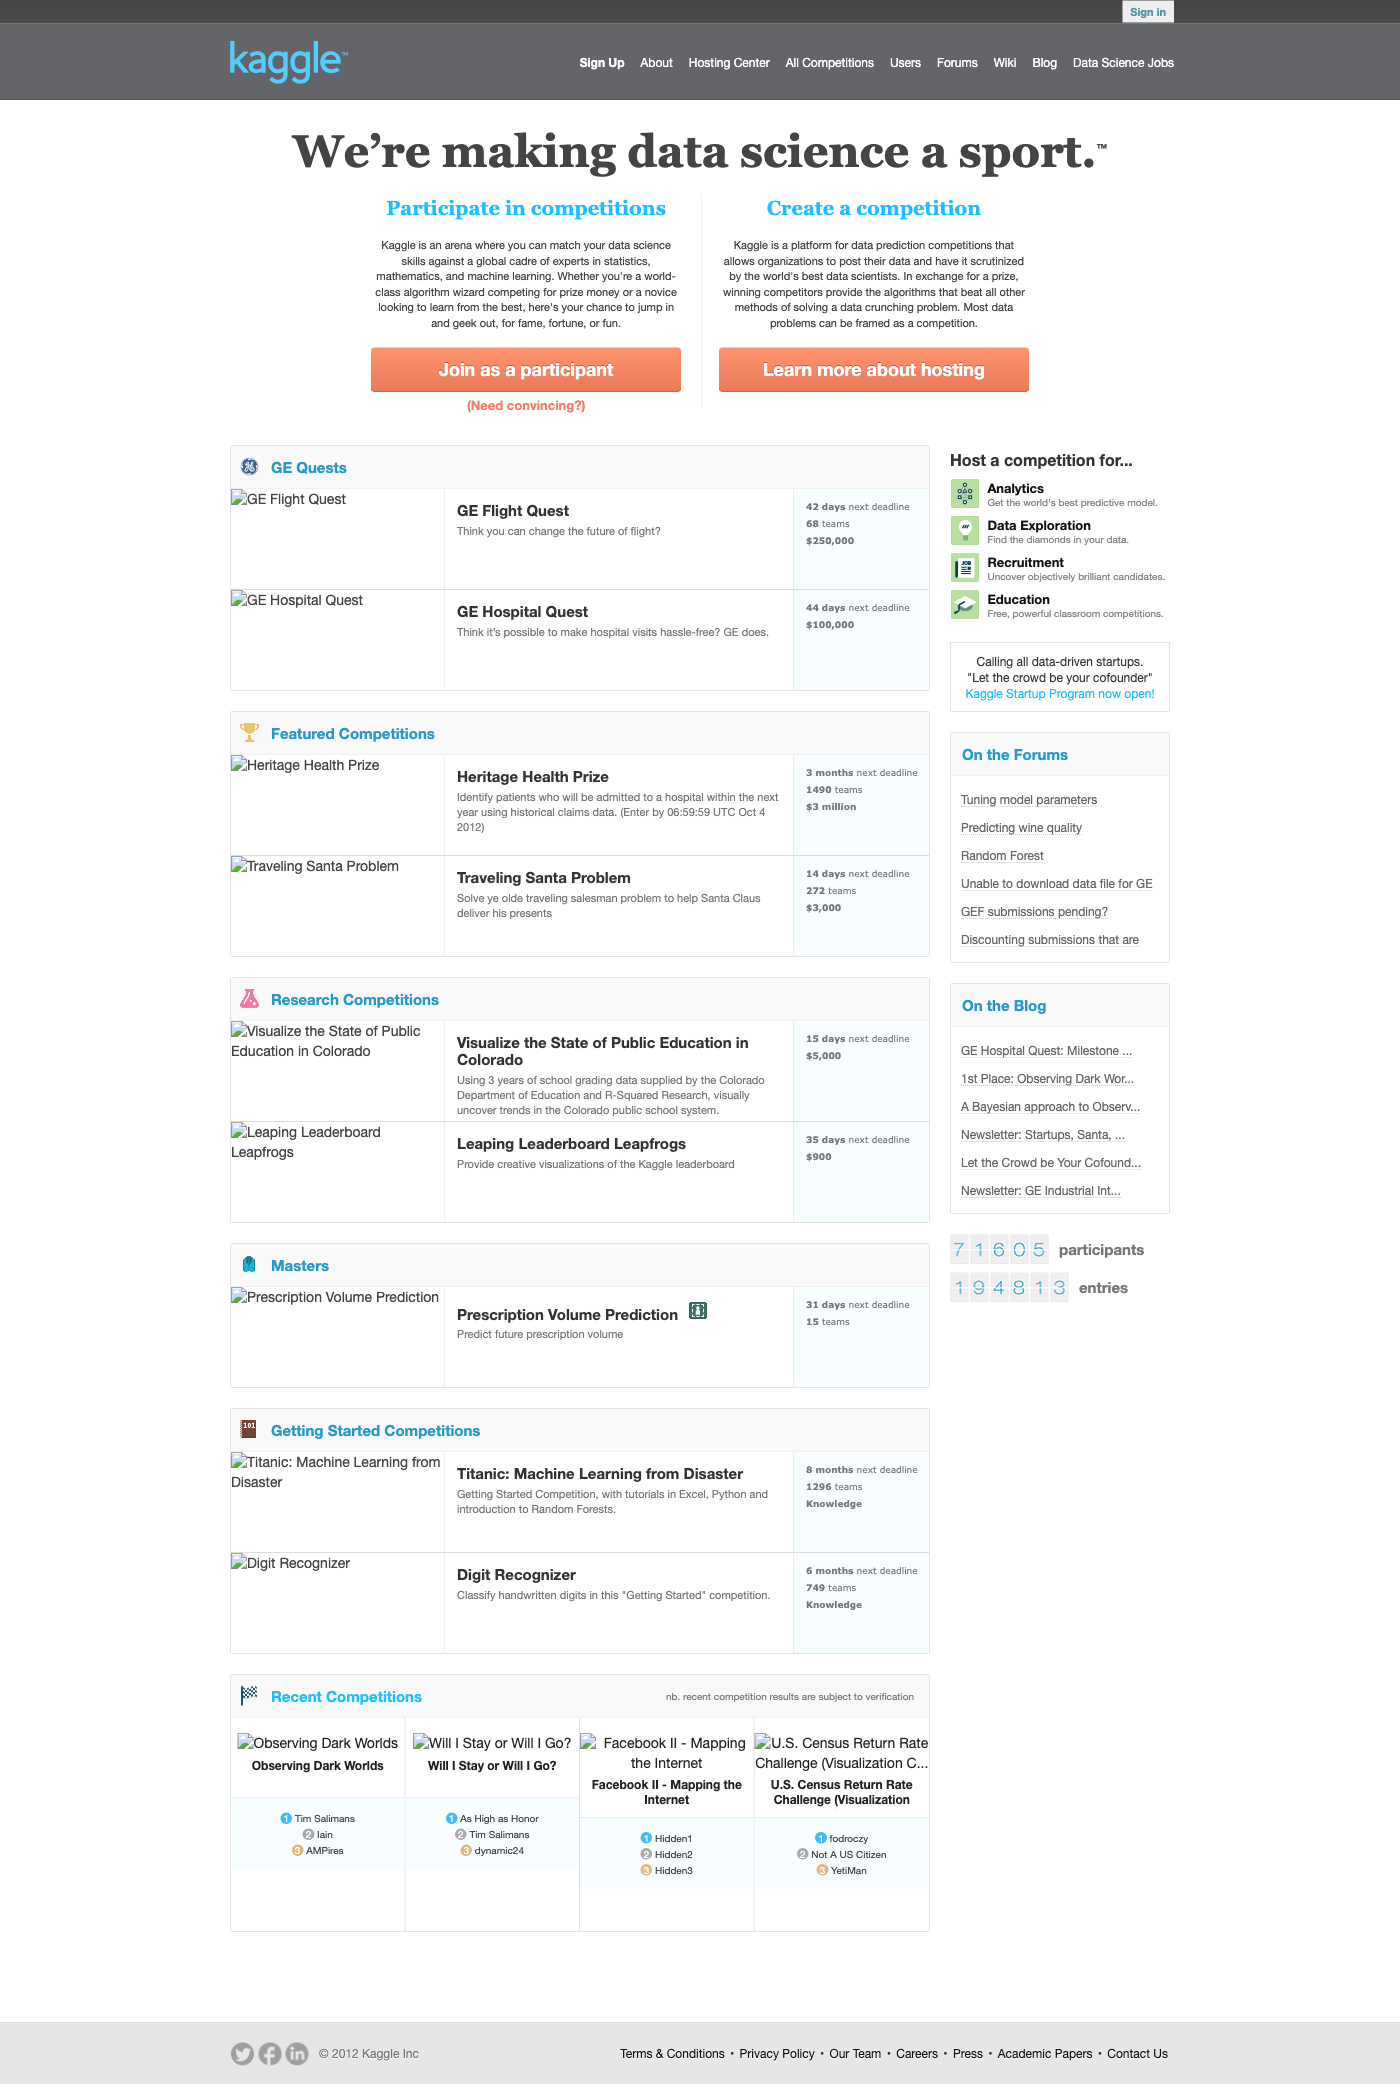 Sign in
kaggle™
Sign Up About Hosting Center All Competitions Users Forums Wiki Blog Data Science Jobs
We're making data science a sport.™
Participate in competitions
Kaggle is an arena where you can match your data science
skills against a global cadre of experts in statistics,
mathematics, and machine learning. Whether you're a world-
class algorithm wizard competing for prize money or a novice
looking to learn from the best, here's your chance to jump in
and geek out, for fame, fortune, or fun.
Join as a participant
(Need convincing?)
Create a competition
Kaggle is a platform for data prediction competitions that
allows organizations to post their data and have it scrutinized
by the world's best data scientists. In exchange for a prize,
winning competitors provide the algorithms that beat all other
methods of solving a data crunching problem. Most data
problems can be framed as a competition.
Learn more about hosting
GE Quests
GE Flight Quest
GE Flight Quest
Think you can change the future of flight?
42 days next deadline
68 teams
$250,000
GE Hospital Quest
GE Hospital Quest
Think it's possible to make hospital visits hassle-free? GE does.
44 days next deadline
$100,000
Featured Competitions
Heritage Health Prize
Heritage Health Prize
Identify patients who will be admitted to a hospital within the next
year using historical claims data. (Enter by 06:59:59 UTC Oct 4
2012)
3 months next deadline
1490 teams
$3 million
Traveling Santa Problem
Traveling Santa Problem
Solve ye olde traveling salesman problem to help Santa Claus
deliver his presents
14 days next deadline
272 teams
$3,000
Research Competitions
Visualize the State of Public
Education in Colorado
Visualize the State of Public Education in
Colorado
Using 3 years of school grading data supplied by the Colorado
Department of Education and R-Squared Research, visually
uncover trends in the Colorado public school system.
15 days next deadline
$5,000
Leaping Leaderboard
Leapfrogs
Leaping Leaderboard Leapfrogs
Provide creative visualizations of the Kaggle leaderboard
35 days next deadline
$900
Masters
Prescription Volume Prediction
Prescription Volume Prediction
Predict future prescription volume
31 days next deadline
15 teams
101
Getting Started Competitions
Titanic: Machine Learning from
Disaster
Titanic: Machine Learning from Disaster
Getting Started Competition, with tutorials in Excel, Python and
introduction to Random Forests.
8 months next deadline
1296 teams
Knowledge
Digit Recognizer
Digit Recognizer
Classify handwritten digits in this "Getting Started" competition.
6 months next deadline
749 teams
Knowledge
Recent Competitions
nb. recent competition results are subject to verification
Observing Dark Worlds
Observing Dark Worlds
1 Tim Salimans
2 Iain
3 AMPires
Will I Stay or Will I Go?
Will I Stay or Will I Go?
1 As High as Honor
2 Tim Salimans
3 dynamic24
Facebook II - Mapping
the Internet
Facebook II - Mapping the
Internet
1 Hidden1
2 Hidden2
3 Hidden3
U.S. Census Return Rate
Challenge (Visualization C...
U.S. Census Return Rate
Challenge (Visualization
1 fodroczy
2 Not A US Citizen
3 YetiMan
Host a competition for...
Analytics
Get the world's best predictive model.
Data Exploration
Find the diamonds in your data.
JOB
Recruitment
Uncover objectively brilliant candidates.
Education
Free, powerful classroom competitions.
Calling all data-driven startups.
"Let the crowd be your cofounder"
Kaggle Startup Program now open!
On the Forums
Tuning model parameters
Predicting wine quality
Random Forest
Unable to download data file for GE
GEF submissions pending?
Discounting submissions that are
On the Blog
GE Hospital Quest: Milestone ...
1st Place: Observing Dark Wor...
A Bayesian approach to Observ...
Newsletter: Startups, Santa, ...
Let the Crowd be Your Cofound...
Newsletter: GE Industrial Int...
71605 participants
194813 entries
© 2012 Kaggle Inc
Terms & Conditions • Privacy Policy • Our Team • Careers • Press • Academic Papers • Contact Us